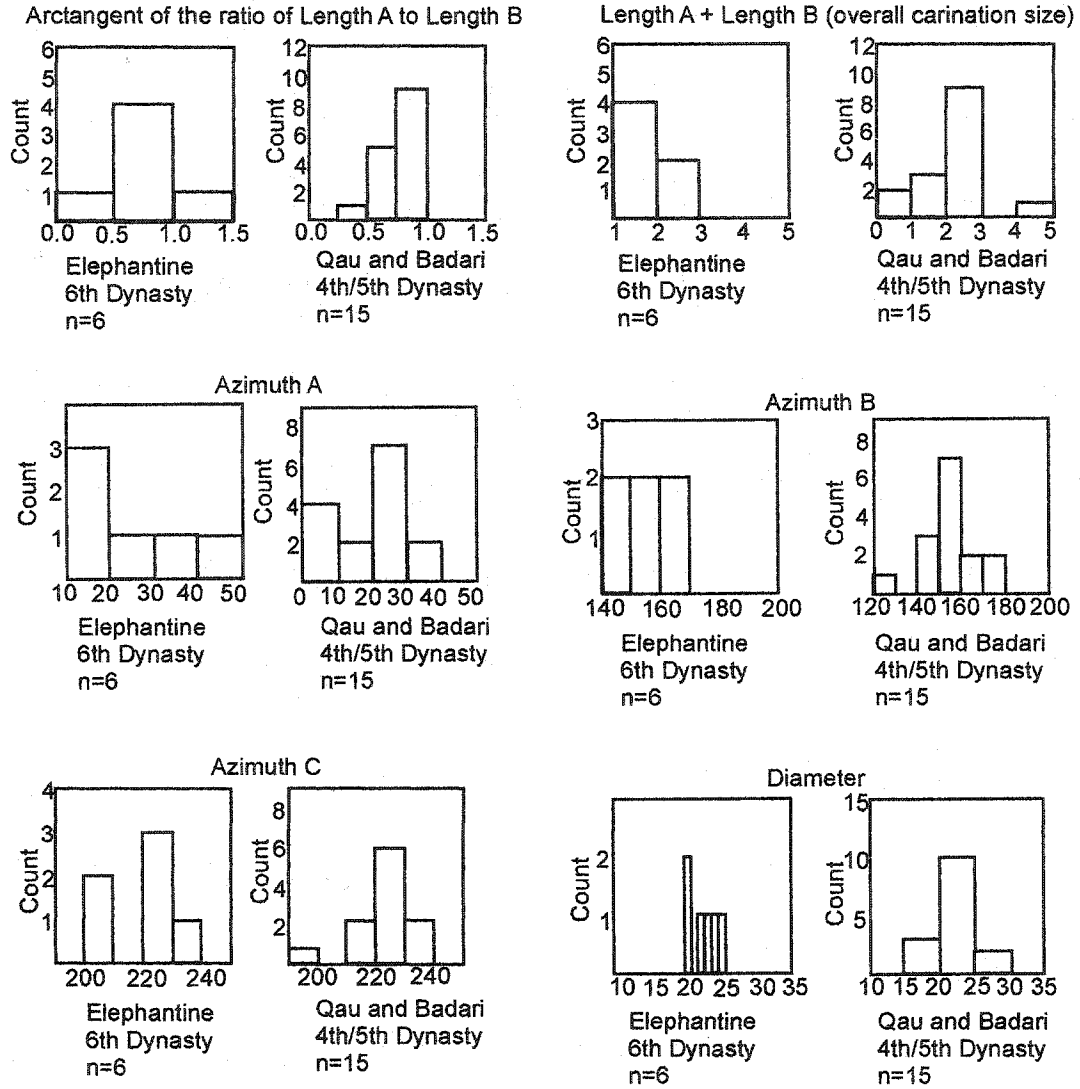 Arctangent of the ratio of Length A to Length B
Length A + Length B (overall carination size)
6
5
4
3
2
1
Count
0.0 0.5 1.0 1.5
Elephantine
6th Dynasty
n=6
12
10
8
6
4
2
Count
0.0 0.5 1.0 1.5
Qau and Badari
4th/5th Dynasty
n=15
6
5
4
3
2
1
Count
1 2 3 4 5
Elephantine
6th Dynasty
n=6
12
10
8
6
4
2
Count
0 1 2 3 4 5
Qau and Badari
4th/5th Dynasty
n=15
Azimuth A
3
2
1
Count
10 20 30 40 50
Elephantine
6th Dynasty
n=6
8
6
4
2
Count
0 10 20 30 40 50
Qau and Badari
4th/5th Dynasty
n=15
Azimuth B
3
2
1
Count
140 160 180 200
Elephantine
6th Dynasty
n=6
8
6
4
2
Count
120 140 160 180 200
Qau and Badari
4th/5th Dynasty
n=15
Azimuth C
4
3
2
1
Count
200 220 240
Elephantine
6th Dynasty
n=6
8
6
4
2
Count
200 220 240
Qau and Badari
4th/5th Dynasty
n=15
Diameter
2
1
Count
10 15 20 25 30 35
Elephantine
6th Dynasty
n=6
15
10
5
Count
10 15 20 25 30 35
Qau and Badari
4th/5th Dynasty
n=15